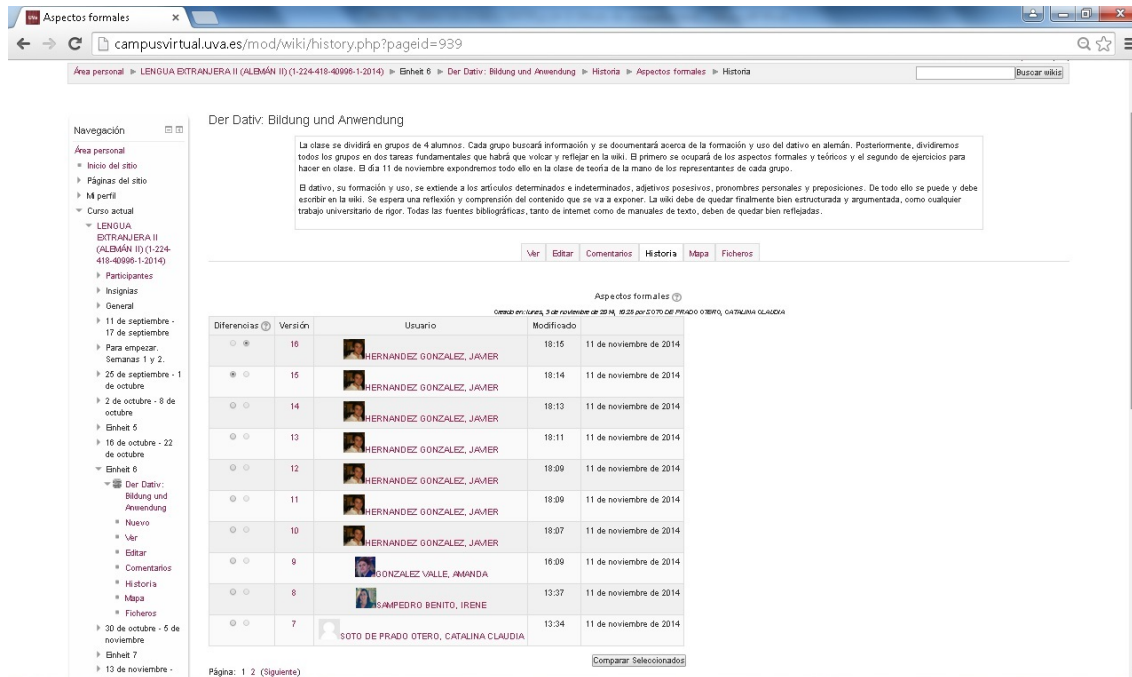 UVa Aspectos formales ×
campusvirtual.uva.es/mod/wiki/history.php?pageid=939
Área personal ► LENGUA EXTRANJERA II (ALEMÁN II) (1-224-418-40996-1-2014) ► Einheit 6 ► Der Dativ: Bildung und Anwendung ► Historia ► Aspectos formales ► Historia
Buscar wikis
Navegación
Área personal
Inicio del sitio
Páginas del sitio
Mi perfil
Curso actual
LENGUA
EXTRANJERA II
(ALEMÁN II) (1-224-
418-40996-1-2014)
Participantes
Insignias
General
11 de septiembre -
17 de septiembre
Para empezar.
Semanas 1 y 2.
25 de septiembre - 1
de octubre
2 de octubre - 8 de
octubre
Einheit 5
16 de octubre - 22
de octubre
Einheit 6
Der Dativ:
Bildung und
Anwendung
Nuevo
Ver
Editar
Comentarios
Historia
Mapa
Ficheros
30 de octubre - 5 de
noviembre
Einheit 7
13 de noviembre -
Der Dativ: Bildung und Anwendung
La clase se dividirá en grupos de 4 alumnos. Cada grupo buscará información y se documentará acerca de la formación y uso del dativo en alemán. Posteriormente, dividiremos
todos los grupos en dos tareas fundamentales que habrá que volcar y reflejar en la wiki. El primero se ocupará de los aspectos formales y teóricos y el segundo de ejercicios para
hacer en clase. El día 11 de noviembre expondremos todo ello en la clase de teoría de la mano de los representantes de cada grupo.
El dativo, su formación y uso, se extiende a los artículos determinados e indeterminados, adjetivos posesivos, pronombres personales y preposiciones. De todo ello se puede y debe
escribir en la wiki. Se espera una reflexión y comprensión del contenido que se va a exponer. La wiki debe de quedar finalmente bien estructurada y argumentada, como cualquier
trabajo universitario de rigor. Todas las fuentes bibliográficas, tanto de internet como de manuales de texto, deben de quedar bien reflejadas.
Ver Editar Comentarios Historia Mapa Ficheros
Aspectos formales
Creado en: lunes, 3 de noviembre de 2014, 19:25 por SOTO DE PRADO OTERO, CATALINA CLAUDIA
Diferencias Versión Usuario Modificado
16 HERNANDEZ GONZALEZ, JAVIER 18:15 11 de noviembre de 2014
15 HERNANDEZ GONZALEZ, JAVIER 18:14 11 de noviembre de 2014
14 HERNANDEZ GONZALEZ, JAVIER 18:13 11 de noviembre de 2014
13 HERNANDEZ GONZALEZ, JAVIER 18:11 11 de noviembre de 2014
12 HERNANDEZ GONZALEZ, JAVIER 18:09 11 de noviembre de 2014
11 HERNANDEZ GONZALEZ, JAVIER 18:09 11 de noviembre de 2014
10 HERNANDEZ GONZALEZ, JAVIER 18:07 11 de noviembre de 2014
9 GONZALEZ VALLE, AMANDA 16:09 11 de noviembre de 2014
8 SAMPEDRO BENITO, IRENE 13:37 11 de noviembre de 2014
7 SOTO DE PRADO OTERO, CATALINA CLAUDIA 13:34 11 de noviembre de 2014
Comparar Seleccionados
Página: 1 2 (Siguiente)